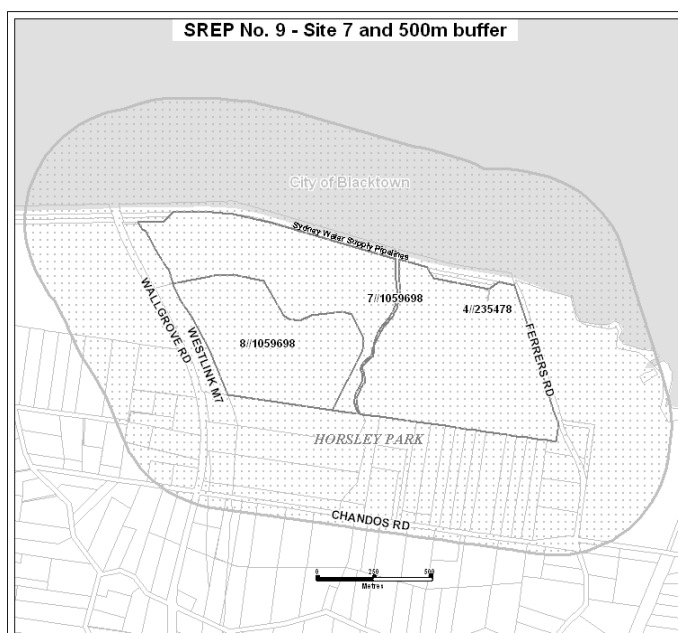 SREP No. 9 - Site 7 and 500m buffer
City of Blacktown
Sydney Water Supply Pipelines
7//1059698
4//235478
WALLGROVE RD
WESTLINK M7
8//1059698
FERRERS RD
HORSLEY PARK
CHANDOS RD
0 250 500
Metres